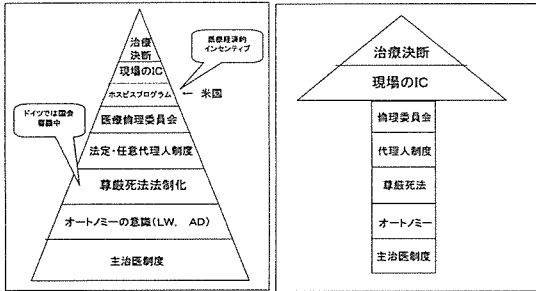 治療
決断
医療経済的
インセンティブ
現場のIC
ホスピスプログラム
← 米国
ドイツでは国会
審議中
医療倫理委員会
法定・任意代理人制度
尊厳死法法制化
オートノミーの意識(LW, AD)
主治医制度
治療決断
現場のIC
倫理委員会
代理人制度
尊厳死法
オートノミー
主治医制度